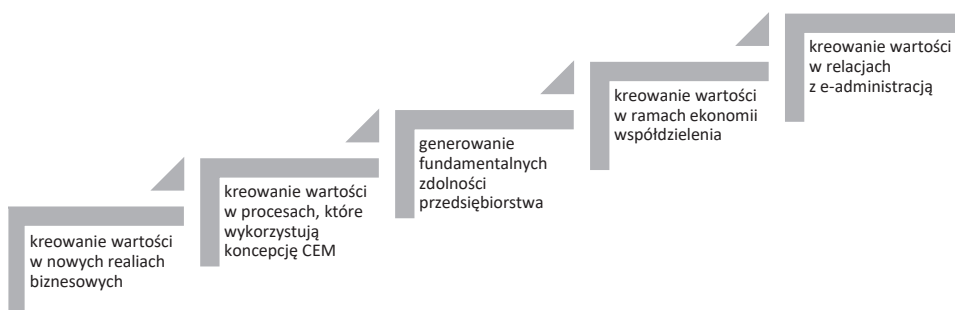 kreowanie wartości
w nowych realiach
biznesowych
kreowanie wartości
w procesach, które
wykorzystują
koncepcję CEM
generowanie
fundamentalnych
zdolności
przedsiębiorstwa
kreowanie wartości
w ramach ekonomii
współdzielenia
kreowanie wartości
w relacjach
z e-administracją